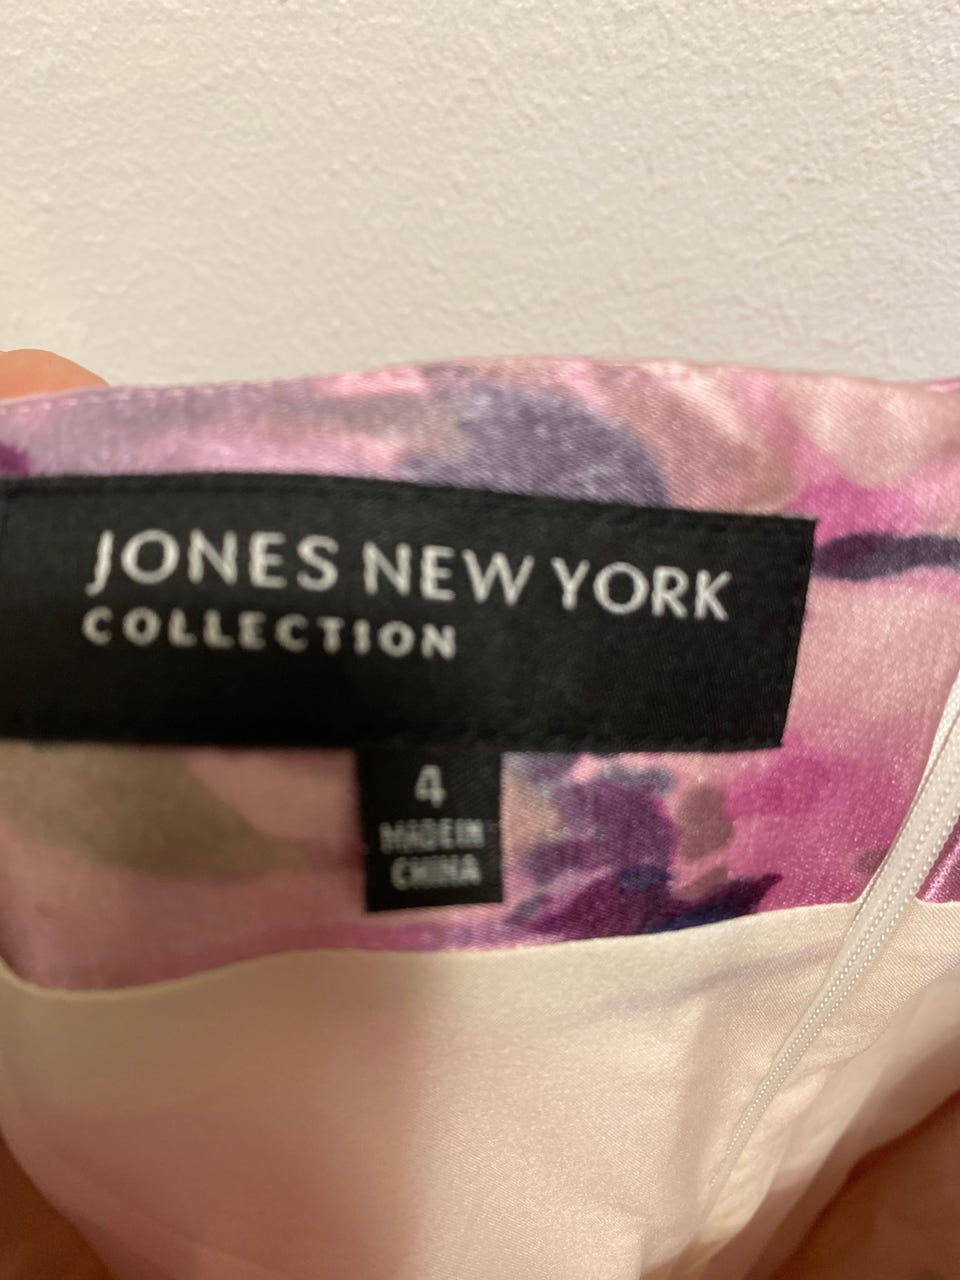 JONES NEW YORK
COLLECTION
4
MADE IN
CHINA